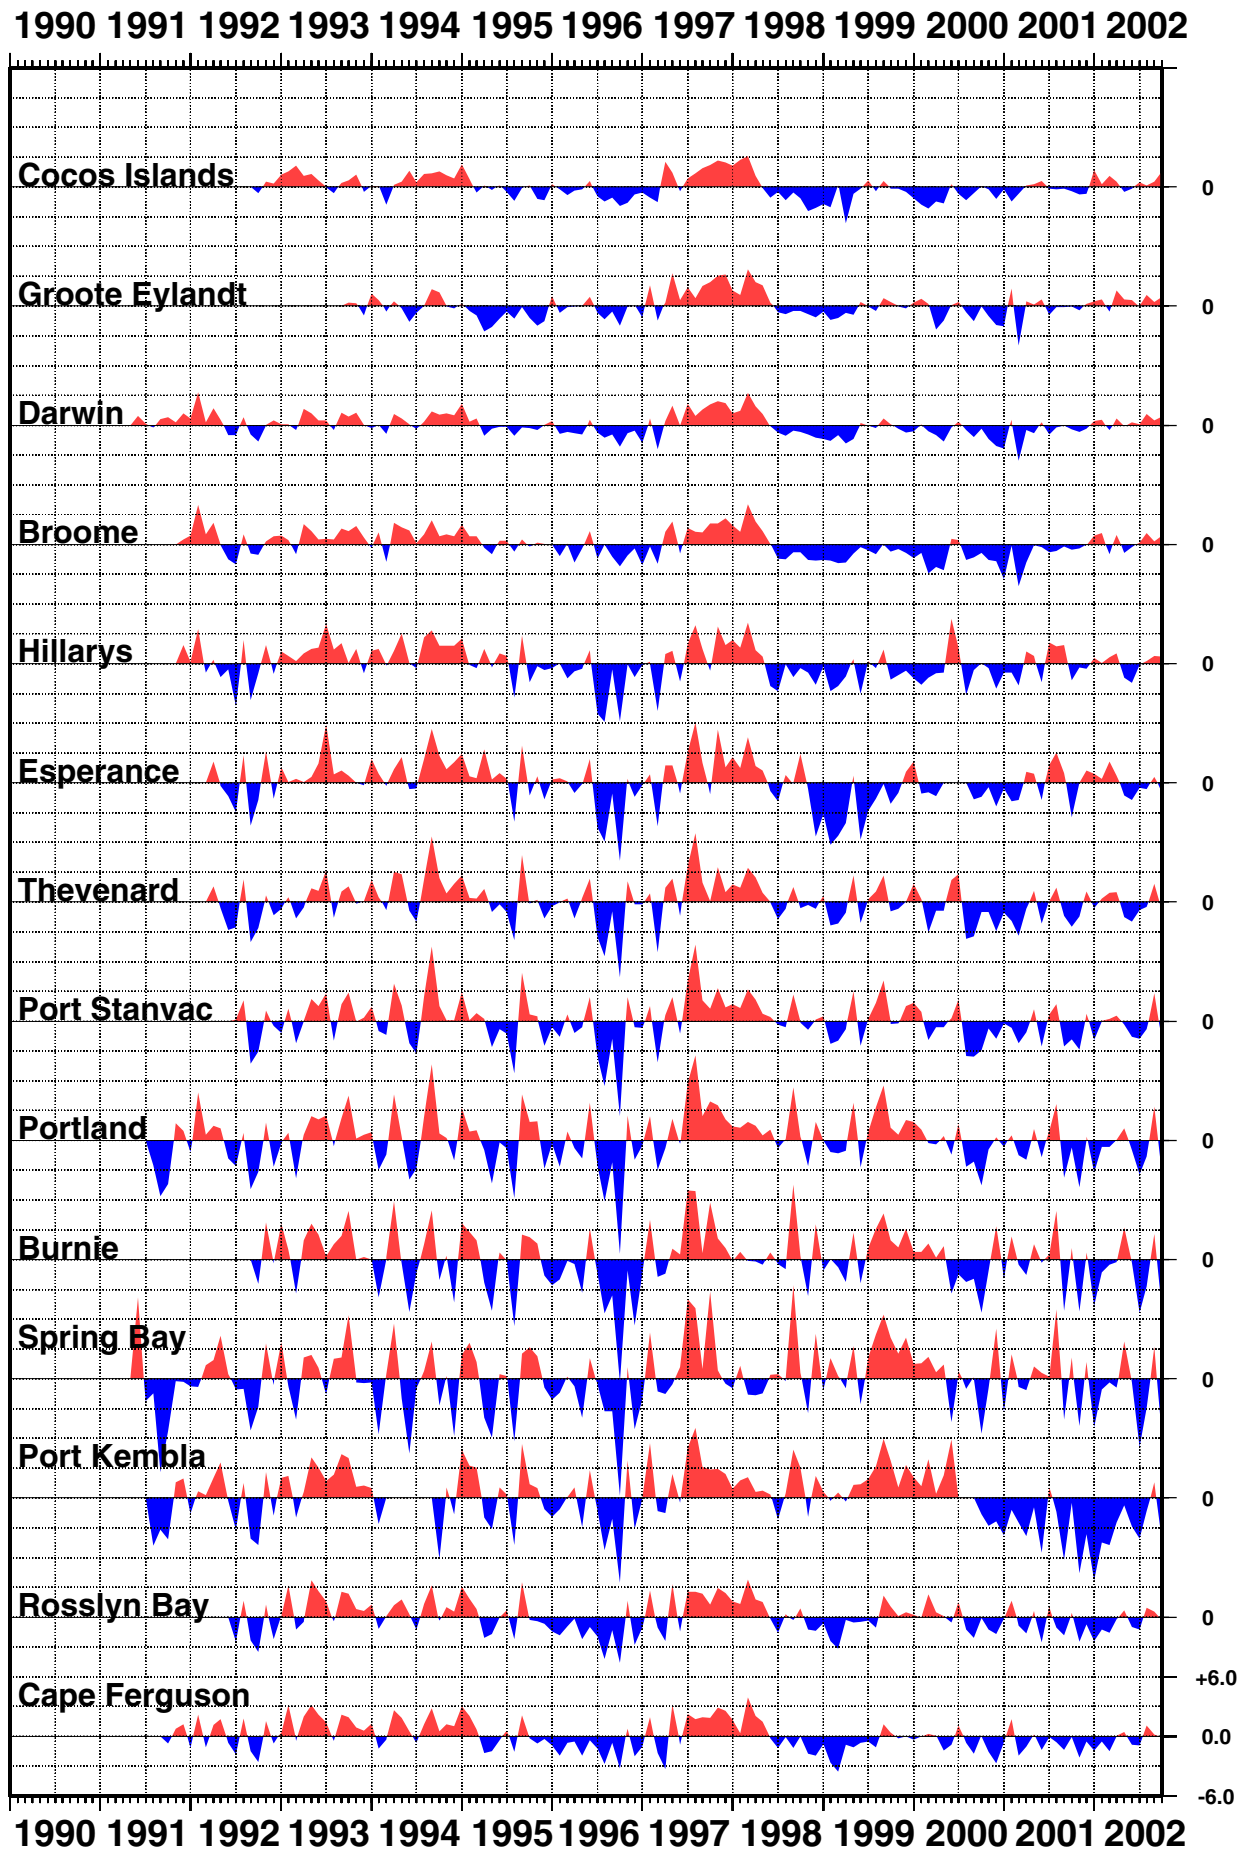 1990 1991 1992 1993 1994 1995 1996 1997 1998 1999 2000 2001 2002
Cocos Islands 0
Groote Eylandt 0
Darwin 0
Broome 0
Hillarys 0
Esperance 0
Thevenard 0
Port Stanvac 0
Portland 0
Burnie 0
Spring Bay 0
Port Kembla 0
Rosslyn Bay 0
+6.0
Cape Ferguson
0.0
-6.0
1990 1991 1992 1993 1994 1995 1996 1997 1998 1999 2000 2001 2002